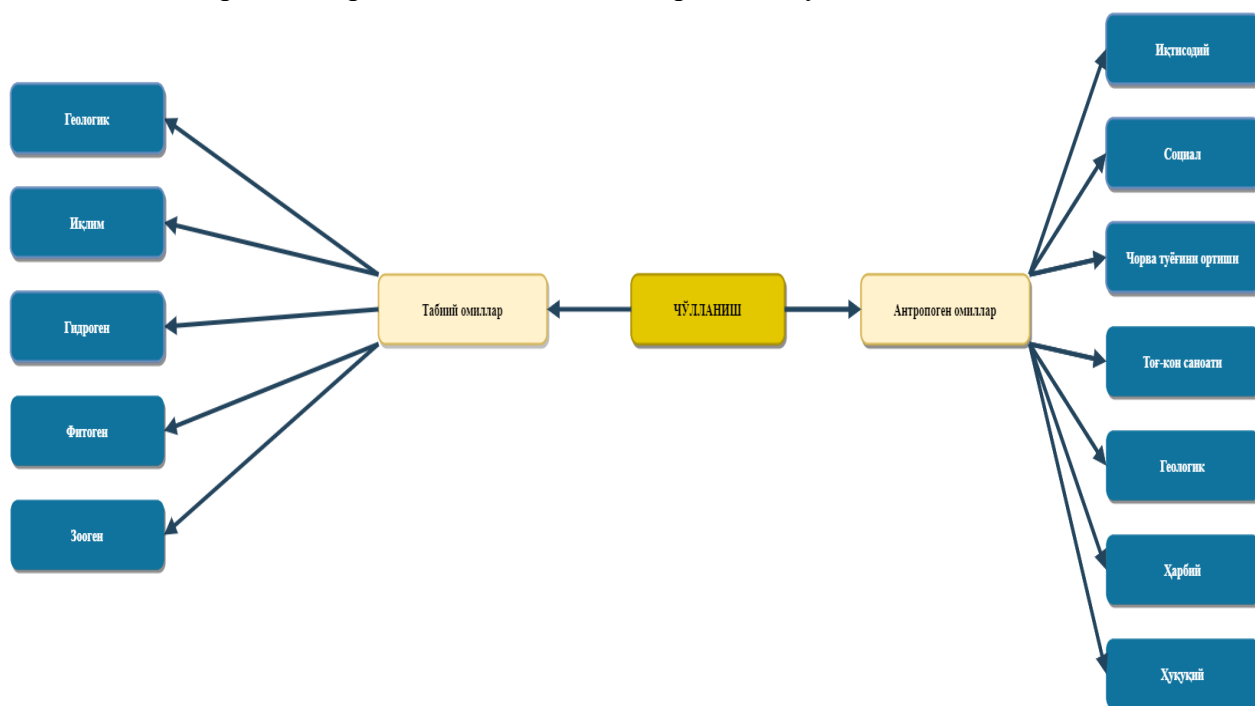 Геологик
Иқлим
Гидроген
Фитоген
Зооген
Табиий омиллар
ЧЎЛЛАНИШ
Антропоген омиллар
Иқтисодий
Социал
Чорва туёғини ортиши
Тоғ-кон саноати
Геологик
Ҳарбий
Ҳуқуқий